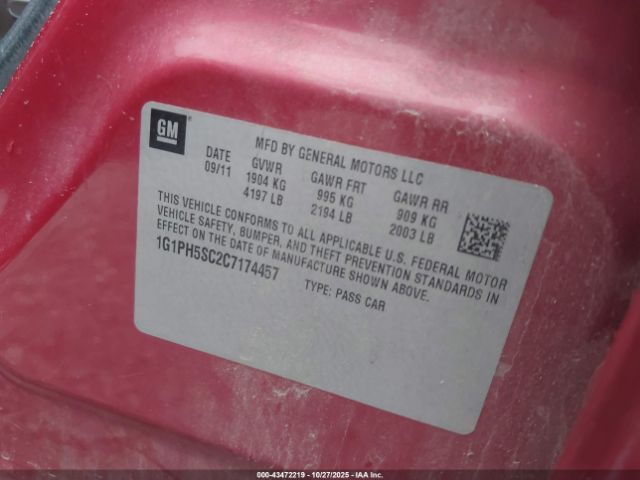 GM
MFD BY GENERAL MOTORS LLC
DATE GVWR GAWR FRT GAWR RR
09/11 1904 KG 995 KG 909 KG
4197 LB 2194 LB 2003 LB
THIS VEHICLE CONFORMS TO ALL APPLICABLE U.S. FEDERAL MOTOR
VEHICLE SAFETY, BUMPER, AND THEFT PREVENTION STANDARDS IN
EFFECT ON THE DATE OF MANUFACTURE SHOWN ABOVE.
1G1PH5SC2C7174457 TYPE: PASS CAR
000-43472219 - 10/27/2025 - COPYRIGHT IAA, LLC